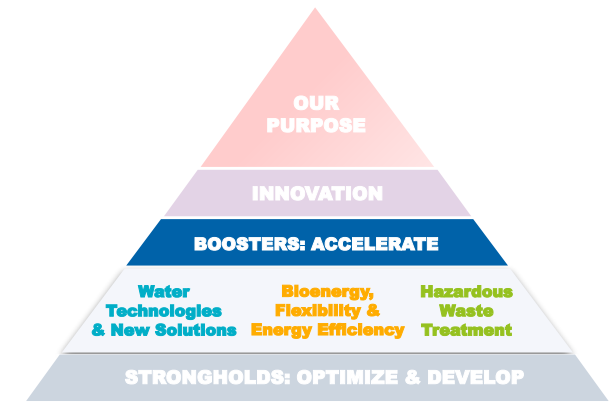 OUR
PURPOSE
INNOVATION
BOOSTERS: ACCELERATE
Water
Technologies
& New Solutions
Bioenergy,
Flexibility &
Energy Efficiency
Hazardous
Waste
Treatment
STRONGHOLDS: OPTIMIZE & DEVELOP